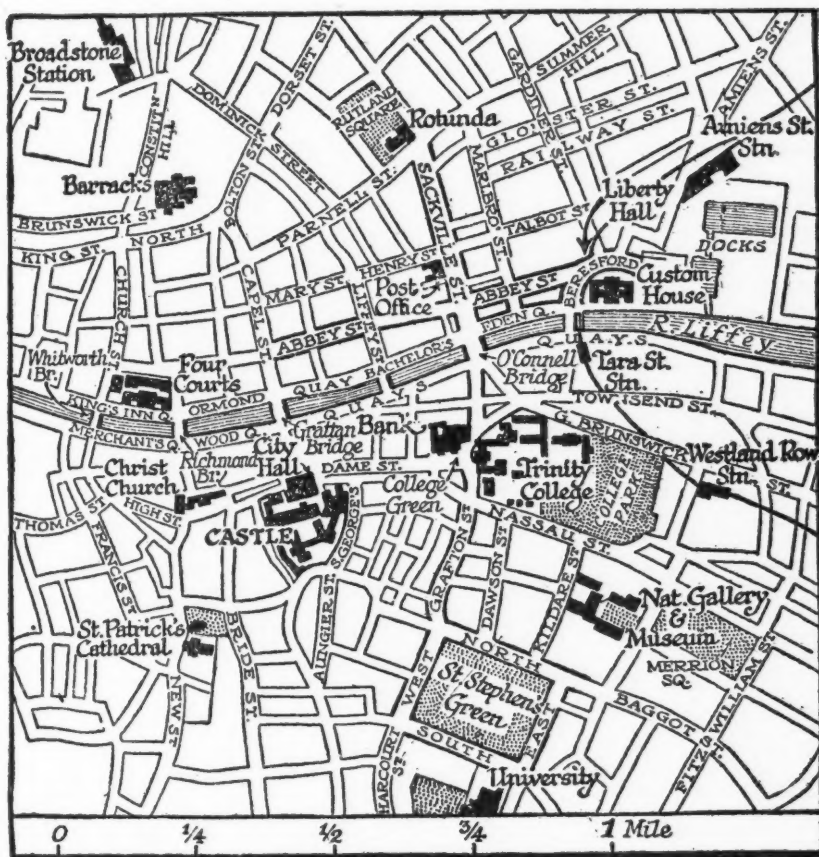 Broadstone
Station
CONSTITN HILL
DOMINICK
STREET
DORSET ST.
RUTLAND
SQUARE
Rotunda
GARDINER ST.
SUMMER
HILL
GLOSTER ST.
RAILWAY ST.
AMIENS ST.
Amiens St.
Stn.
Barracks
BOLTON ST.
PARNELL ST.
SACKVILLE ST.
MARLBRO. ST.
TALBOT ST.
Liberty
Hall
DOCKS
BRUNSWICK ST
KING ST. NORTH
CHURCH ST.
CAPEL ST.
MARY ST.
HENRY ST
LIFFEY ST.
Post
Office
ABBEY ST.
ABBEY ST.
BERESFORD
Custom
House
EDEN Q.
R. Liffey
Whitworth
Br.
Four
Courts
KING'S INN Q.
ORMOND
QUAY
BACHELOR'S
QUAYS
QUAYS
O'Connell
Bridge
Tara St.
Stn.
MERCHANT'S Q.
WOOD Q.
Richmond
Br.
Grattan
Bridge
City
Hall
Bank
TOWNSEND ST.
G. BRUNSWICK ST.
Westland Row
Stn.
Christ
Church
DAME ST.
College
Green
Trinity
College
COLLEGE
PARK
THOMAS ST
HIGH ST.
FRANCIS ST
CASTLE
S. GEORGE'S
NASSAU ST.
GRAFTON ST
DAWSON ST
KILDARE ST.
Nat. Gallery
&
Museum
MERRION
SQ.
St. Patrick's
Cathedral
BRIDE ST.
AUNGIER ST.
NEW ST
WEST
NORTH
St. Stephen's
Green
EAST
SOUTH
BAGGOT
FITZWILLIAM ST.
HARCOURT
ST.
University
0 1/4 1/2 3/4 1 Mile